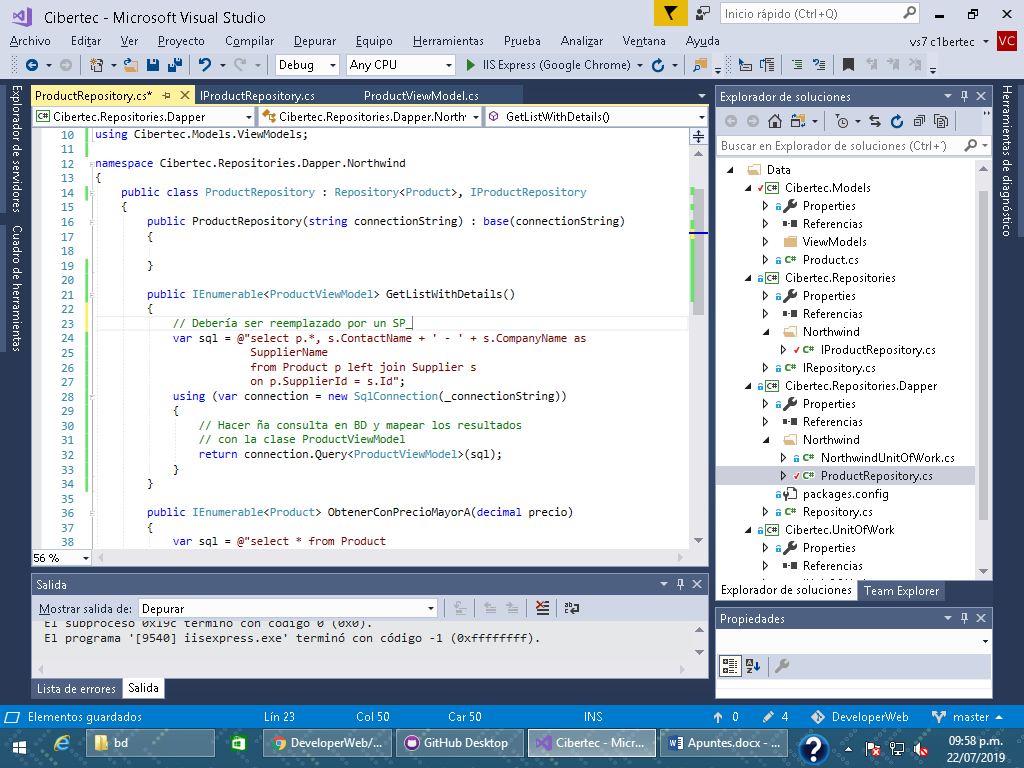 Cibertec - Microsoft Visual Studio
Inicio rápido (Ctrl+Q)
Archivo Editar Ver Proyecto Compilar Depurar Equipo Herramientas Prueba Analizar Ventana Ayuda vs7 c1bertec VC
Debug Any CPU IIS Express (Google Chrome)
Explorador de servidores
Cuadro de herramientas
ProductRepository.cs* IProductRepository.cs ProductViewModel.cs
Cibertec.Repositories.Dapper Cibertec.Repositories.Dapper.North GetListWithDetails()
10 using Cibertec.Models.ViewModels;
11
12 namespace Cibertec.Repositories.Dapper.Northwind
13 {
14 public class ProductRepository : Repository<Product>, IProductRepository
15 {
16 public ProductRepository(string connectionString) : base(connectionString)
17 {
18
19 }
20
21 public IEnumerable<ProductViewModel> GetListWithDetails()
22 {
23 // Debería ser reemplazado por un SP_
24 var sql = @"select p.*, s.ContactName + ' - ' + s.CompanyName as
25 SupplierName
26 from Product p left join Supplier s
27 on p.SupplierId = s.Id";
28 using (var connection = new SqlConnection(_connectionString))
29 {
30 // Hacer ña consulta en BD y mapear los resultados
31 // con la clase ProductViewModel
32 return connection.Query<ProductViewModel>(sql);
33 }
34 }
35
36 public IEnumerable<Product> ObtenerConPrecioMayorA(decimal precio)
37 {
38 var sql = @"select * from Product
56 %
Salida
Mostrar salida de: Depurar
El subproceso 0x19c terminó con código 0 (0x0).
El programa '[9540] iisexpress.exe' terminó con código -1 (0xffffffff).
Lista de errores Salida
Explorador de soluciones
Buscar en Explorador de soluciones (Ctrl+')
Data
Cibertec.Models
Properties
Referencias
ViewModels
Product.cs
Cibertec.Repositories
Properties
Referencias
Northwind
IProductRepository.cs
IRepository.cs
Cibertec.Repositories.Dapper
Properties
Referencias
Northwind
NorthwindUnitOfWork.cs
ProductRepository.cs
packages.config
Repository.cs
Cibertec.UnitOfWork
Properties
Referencias
Explorador de soluciones Team Explorer
Propiedades
Herramientas de diagnóstico
Elementos guardados Lín 23 Col 50 Car 50 INS 0 4 DeveloperWeb master
bd DeveloperWeb/... GitHub Desktop Cibertec - Micr... Apuntes.docx - ... 09:58 p.m.
22/07/2019